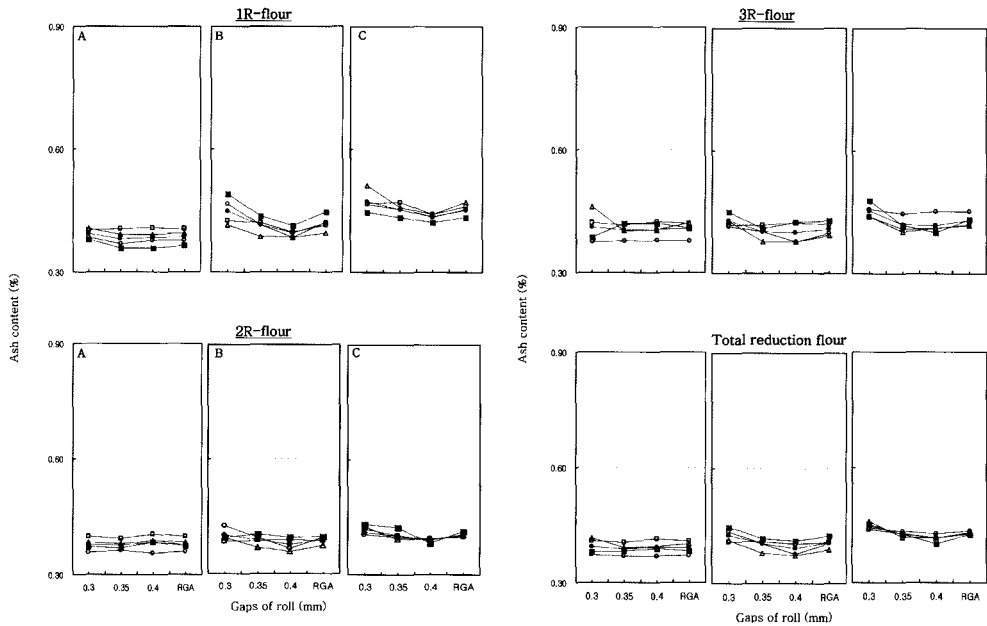 1R-flour
A
B
C
0.90
0.60
0.30
Ash content (%)
2R-flour
A
B
C
0.90
0.60
0.30
0.3 0.35 0.4 RGA
0.3 0.35 0.4 RGA
0.3 0.35 0.4 RGA
Gaps of roll (mm)
3R-flour
0.90
0.60
0.30
Ash content (%)
Total reduction flour
0.90
0.60
0.30
0.3 0.35 0.4 RGA
0.3 0.35 0.4 RGA
0.3 0.35 0.4 RGA
Gaps of roll (mm)